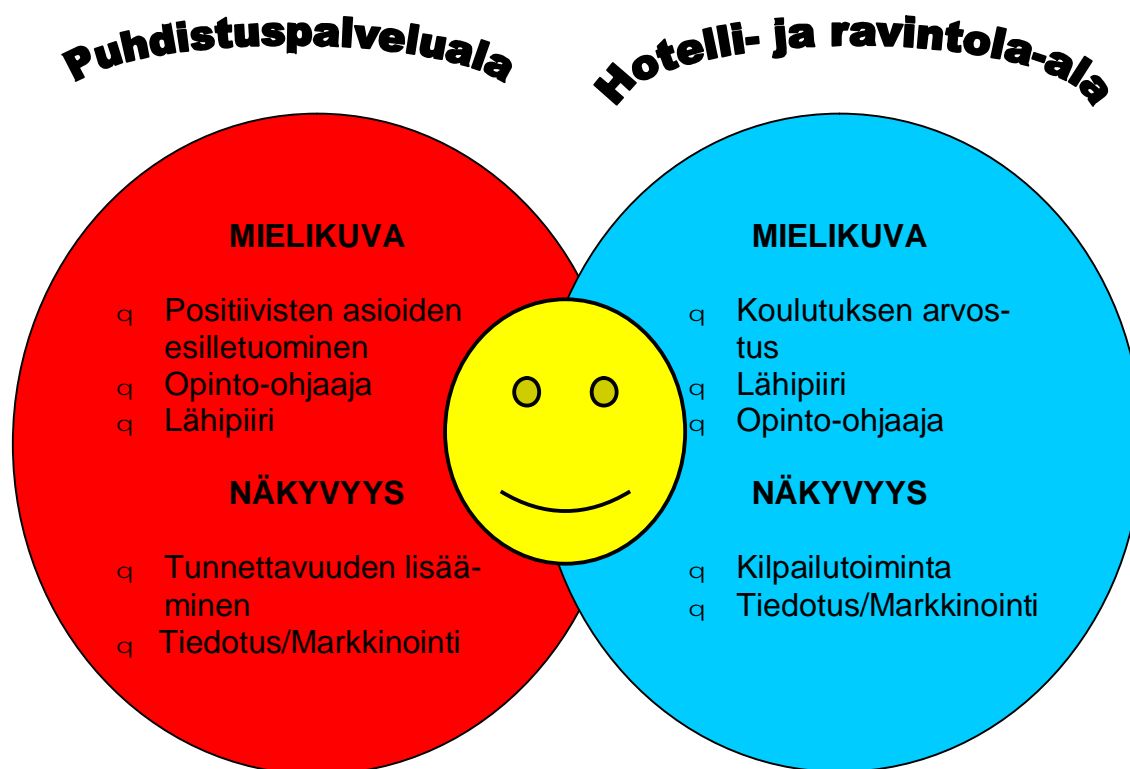 Puhdistuspalveluala
MIELIKUVA
q Positiivisten asioiden
esilletuominen
q Opinto-ohjaaja
q Lähipiiri
NÄKYVYYS
q Tunnettavuuden lisää-
minen
q Tiedotus/Markkinointi
Hotelli- ja ravintola-ala
MIELIKUVA
q Koulutuksen arvos-
tus
q Lähipiiri
q Opinto-ohjaaja
NÄKYVYYS
q Kilpailutoiminta
q Tiedotus/Markkinointi